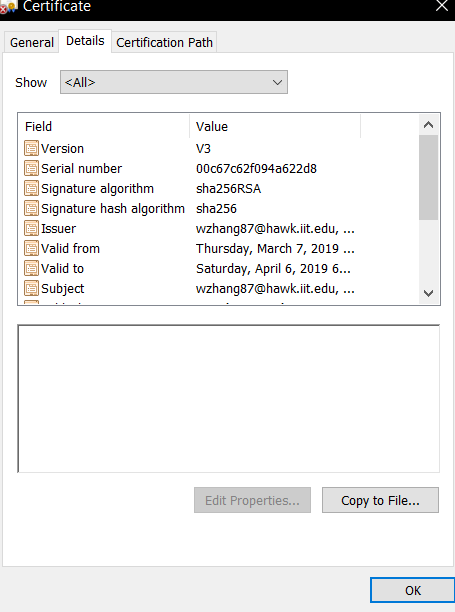 Certificate
General Details Certification Path
Show <All>
Field Value
Version V3
Serial number 00c67c62f094a622d8
Signature algorithm sha256RSA
Signature hash algorithm sha256
Issuer wzhang87@hawk.iit.edu, ...
Valid from Thursday, March 7, 2019 ...
Valid to Saturday, April 6, 2019 6...
Subject wzhang87@hawk.iit.edu, ...
Edit Properties... Copy to File...
OK